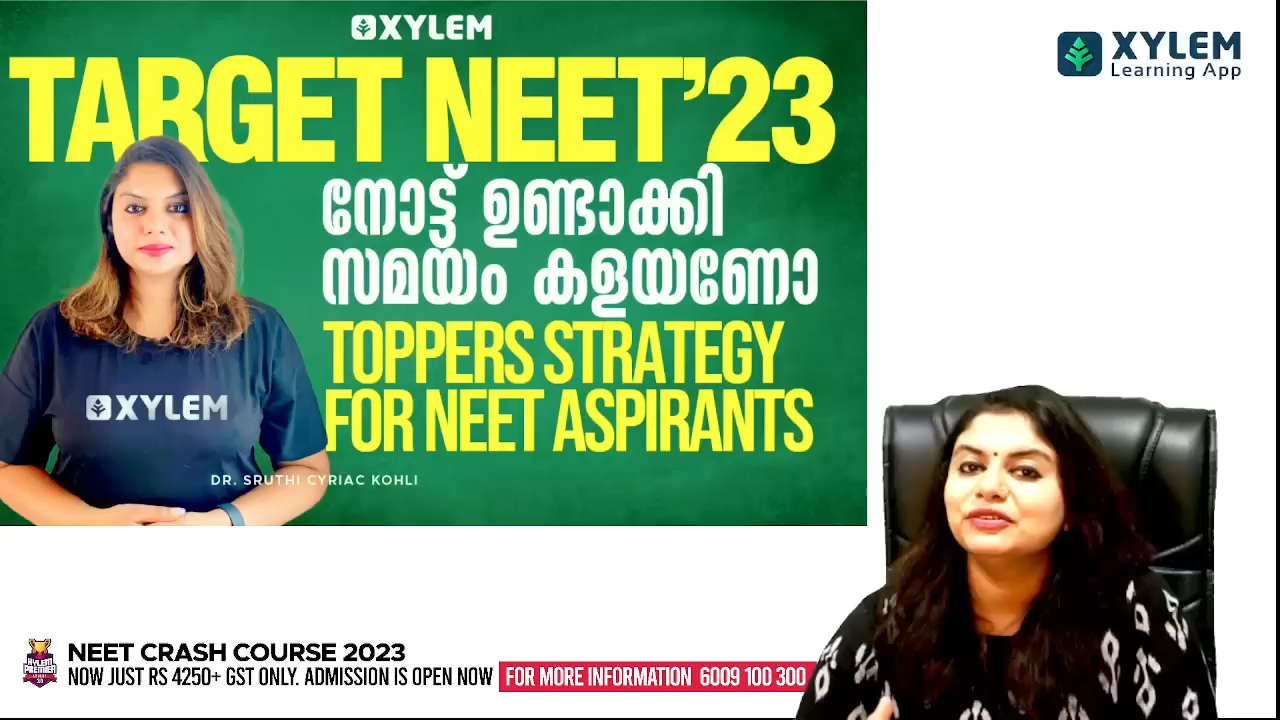 XYLEM
TARGET NEET'23
നോട്ട് ഉണ്ടാക്കി
സമയം കളയണോ
TOPPERS STRATEGY
FOR NEET ASPIRANTS
XYLEM
DR. SRUTHI CYRIAC KOHLI
XYLEM
Learning App
XYLEM
PREMIER
NEET CRASH COURSE 2023
NOW JUST RS 4250+ GST ONLY. ADMISSION IS OPEN NOW
FOR MORE INFORMATION 6009 100 300